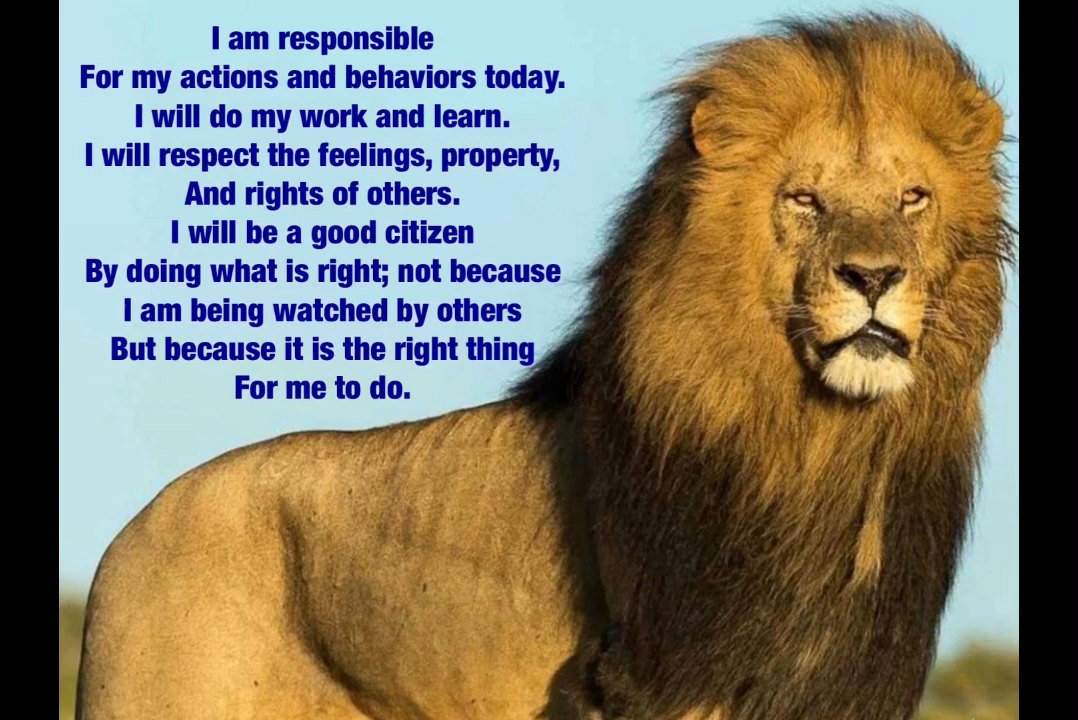 I am responsible
For my actions and behaviors today.
I will do my work and learn.
I will respect the feelings, property,
And rights of others.
I will be a good citizen
By doing what is right; not because
I am being watched by others
But because it is the right thing
For me to do.